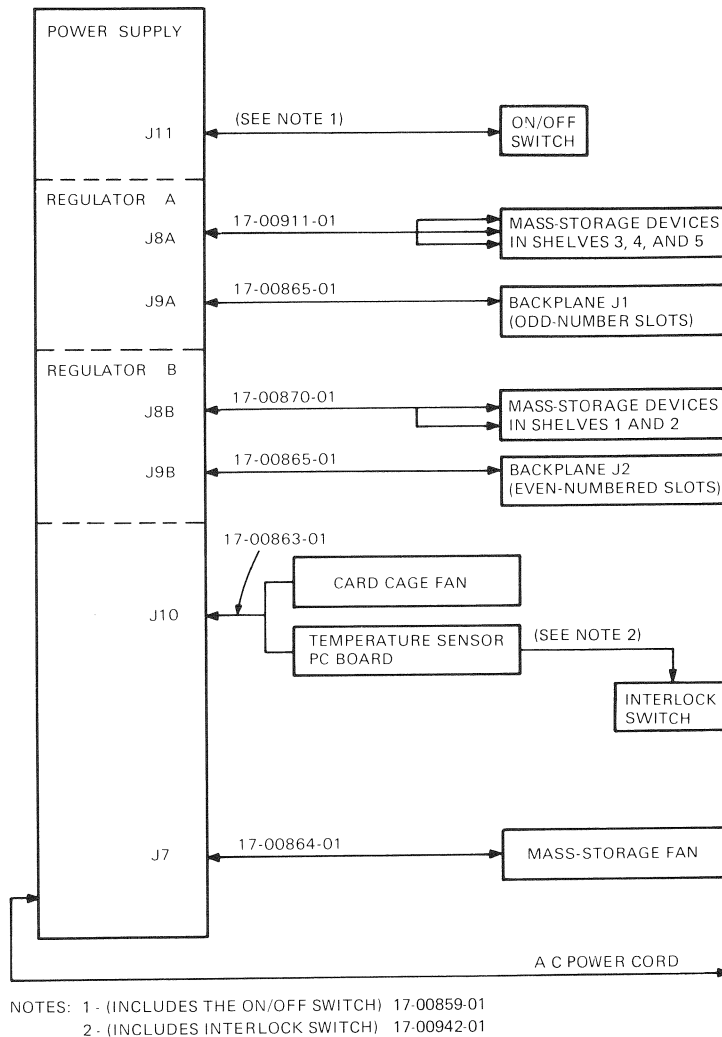 POWER SUPPLY
J11
(SEE NOTE 1)
ON/OFF
SWITCH
REGULATOR A
J8A
17-00911-01
MASS-STORAGE DEVICES
IN SHELVES 3, 4, AND 5
J9A
17-00865-01
BACKPLANE J1
(ODD-NUMBER SLOTS)
REGULATOR B
J8B
17-00870-01
MASS-STORAGE DEVICES
IN SHELVES 1 AND 2
J9B
17-00865-01
BACKPLANE J2
(EVEN-NUMBERED SLOTS)
17-00863-01
CARD CAGE FAN
J10
TEMPERATURE SENSOR
PC BOARD
(SEE NOTE 2)
INTERLOCK
SWITCH
J7
17-00864-01
MASS-STORAGE FAN
A C POWER CORD
NOTES: 1 - (INCLUDES THE ON/OFF SWITCH) 17-00859-01
2 - (INCLUDES INTERLOCK SWITCH) 17-00942-01